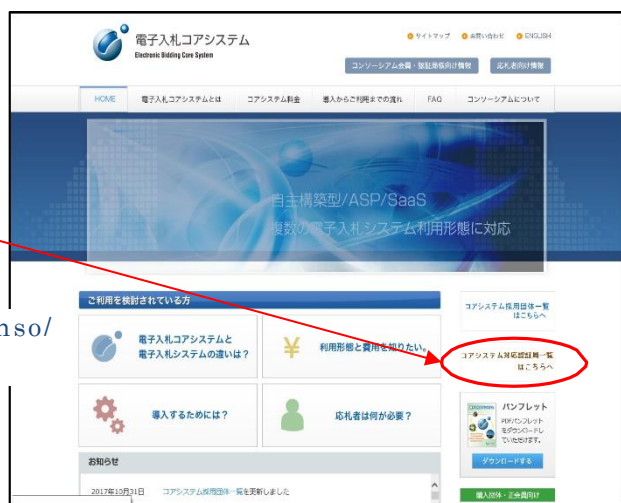 電子入札コアシステム
Electronic Bidding Core System
サイトマップ
お問い合わせ
ENGLISH
コンソーシアム会員・認証局様向け情報
応札者向け情報
HOME
電子入札コアシステムとは
コアシステム料金
導入からご利用までの流れ
FAQ
コンソーシアムについて
自主構築型/ASP/SaaS
複数の電子入札システム利用形態に対応
ご利用を検討されている方
コアシステム採用団体一覧
はこちらへ
nso/
電子入札コアシステムと
電子入札システムの違いは？
利用形態と費用を知りたい。
コアシステム対応認証局一覧
はこちらへ
導入するためには？
応札者は何が必要？
パンフレット
PDFパンフレット
をダウンロードし
ていただけます。
ダウンロードする
お知らせ
2017年10月31日 コアシステム採用団体一覧を更新しました
購入団体・正会員向け